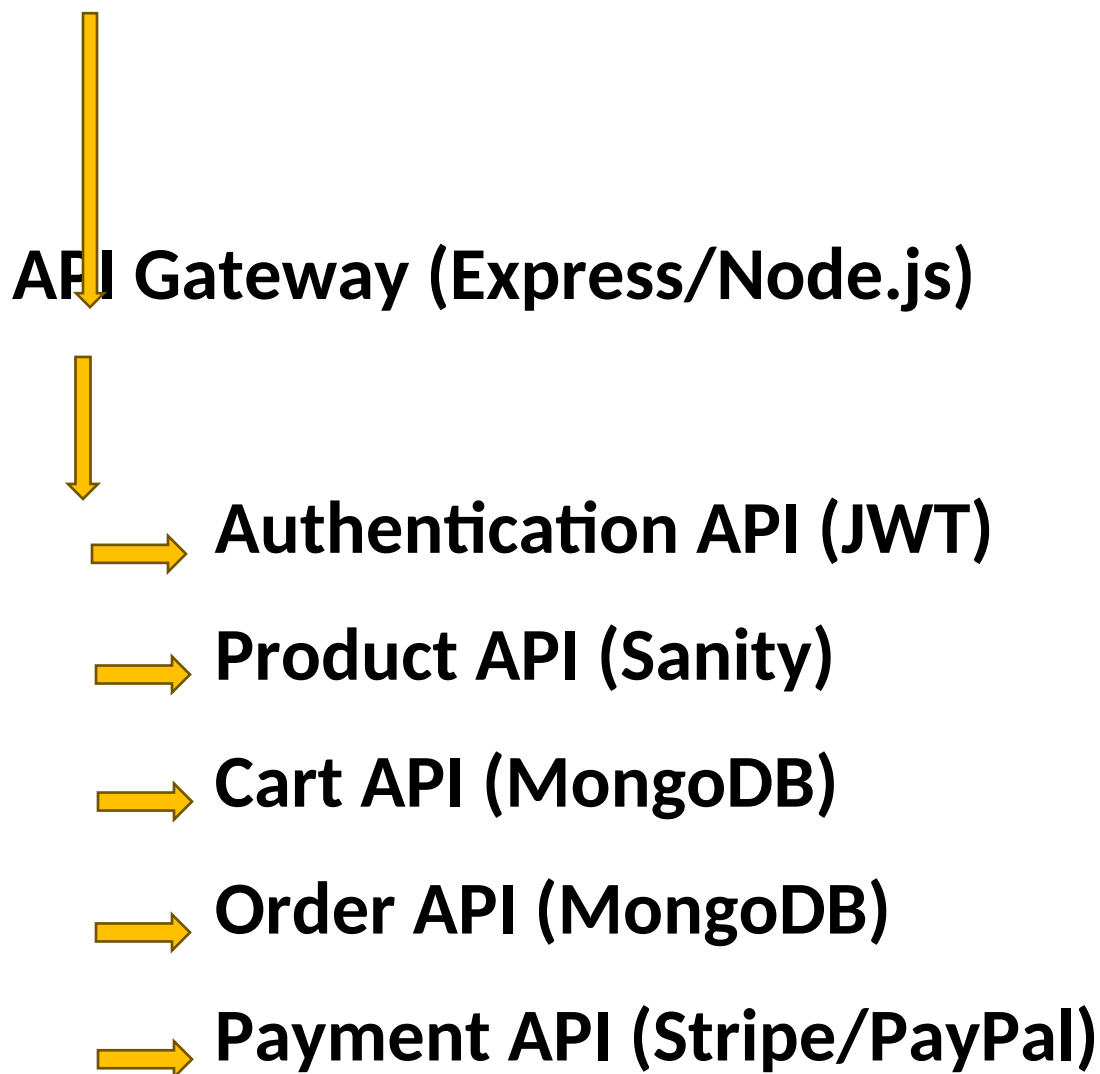 API Gateway (Express/Node.js)
Authentication API (JWT)
Product API (Sanity)
Cart API (MongoDB)
Order API (MongoDB)
Payment API (Stripe/PayPal)